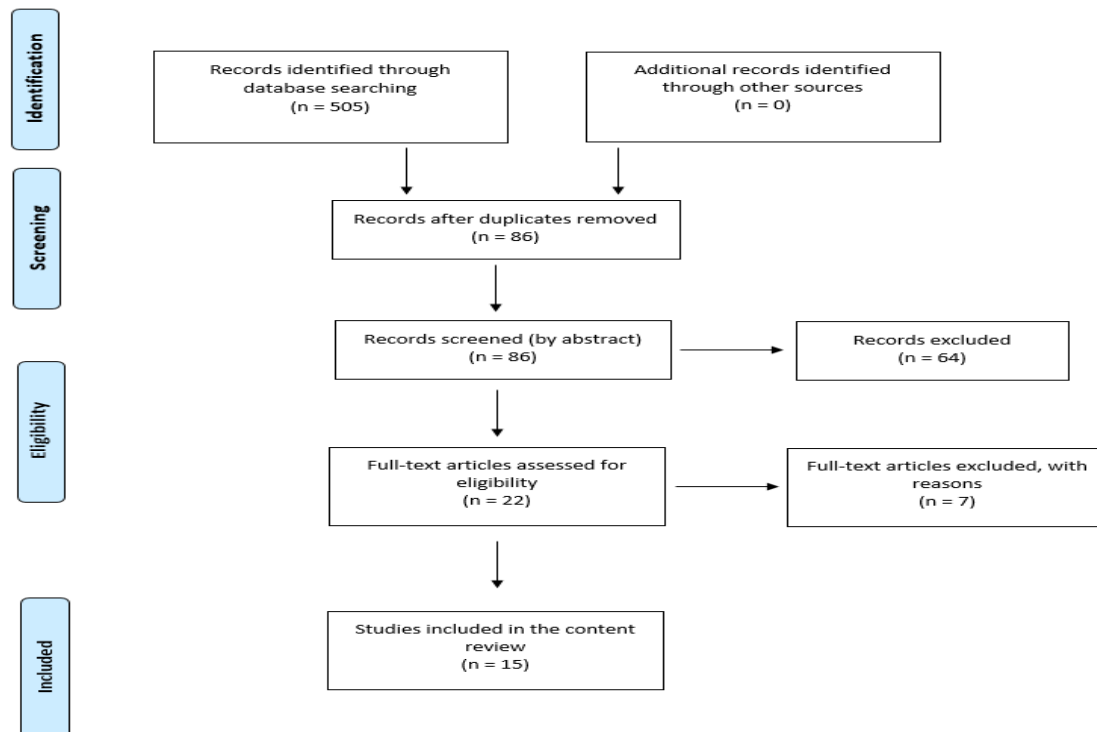 Identification
Records identified through
database searching
(n = 505)
Additional records identified
through other sources
(n = 0)
Screening
Records after duplicates removed
(n = 86)
Records screened (by abstract)
(n = 86)
Records excluded
(n = 64)
Eligibility
Full-text articles assessed for
eligibility
(n = 22)
Full-text articles excluded, with
reasons
(n = 7)
Included
Studies included in the content
review
(n = 15)